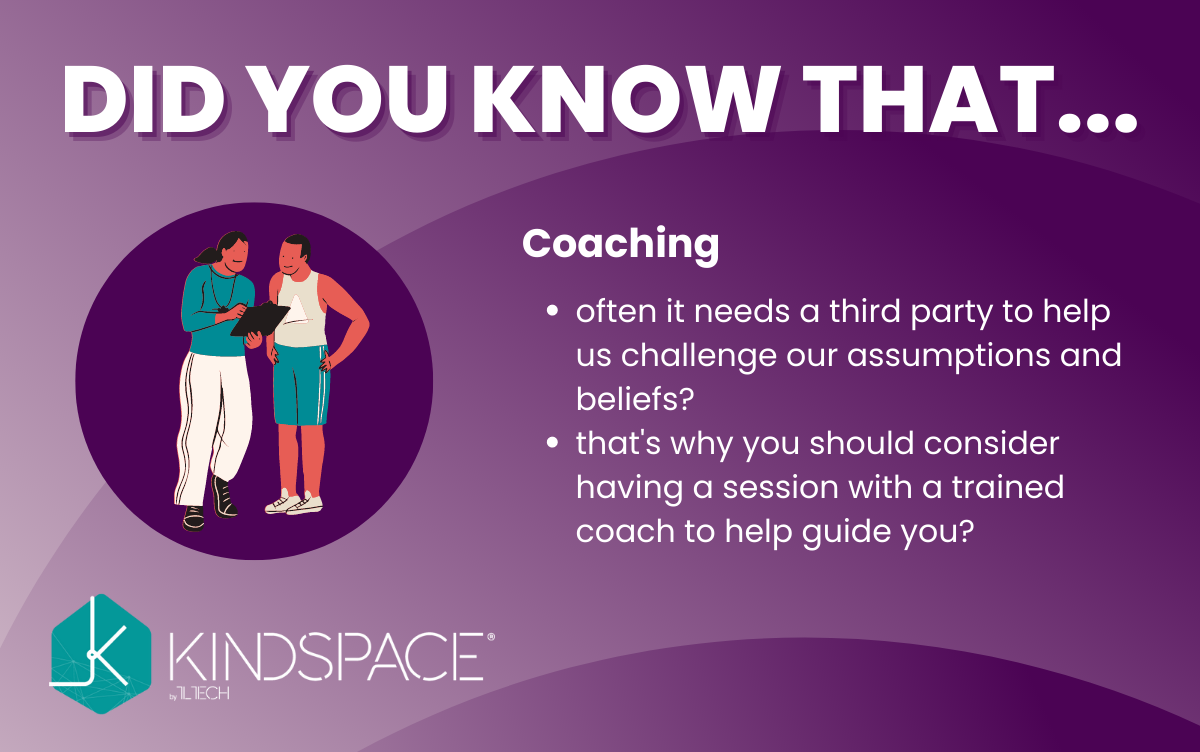 DID YOU KNOW THAT...
Coaching
• often it needs a third party to help
us challenge our assumptions and
beliefs?
• that's why you should consider
having a session with a trained
coach to help guide you?
KINDSPACE®
by TLTECH